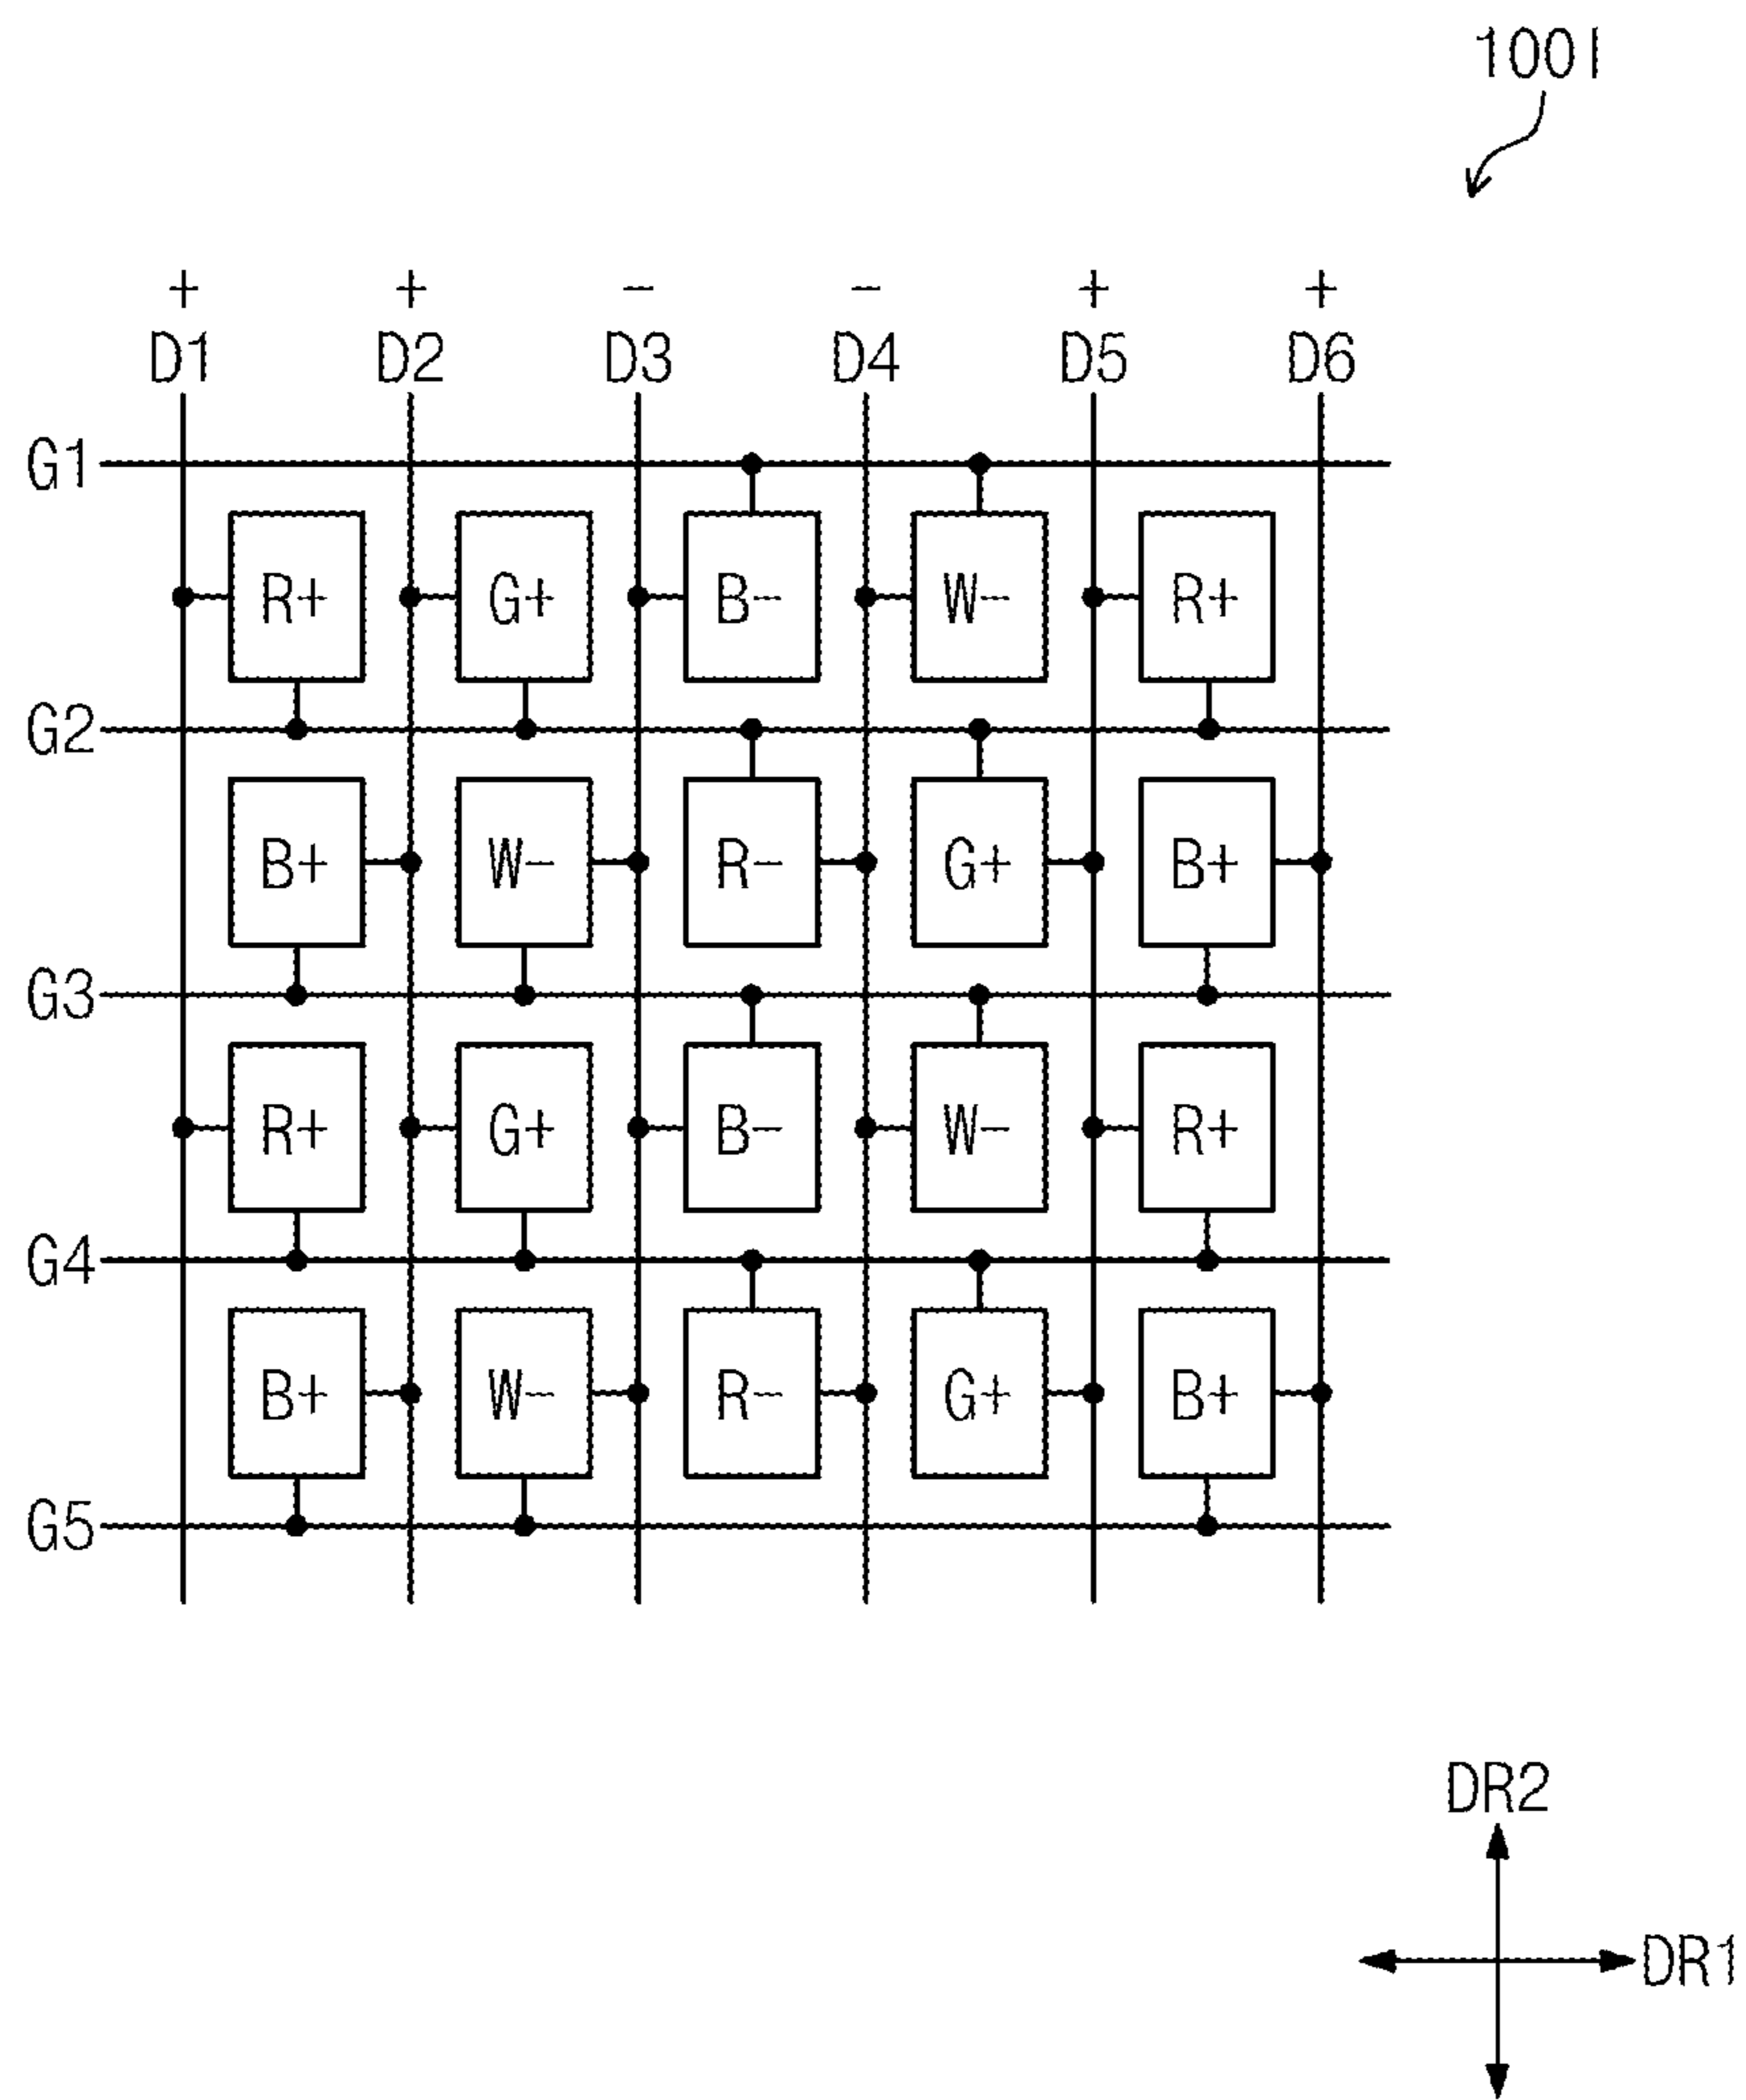 100I
+ + - - + +
D1 D2 D3 D4 D5 D6
G1
R+ G+ B- W- R+
G2
B+ W- R- G+ B+
G3
R+ G+ B- W- R+
G4
B+ W- R- G+ B+
G5
DR2
DR1